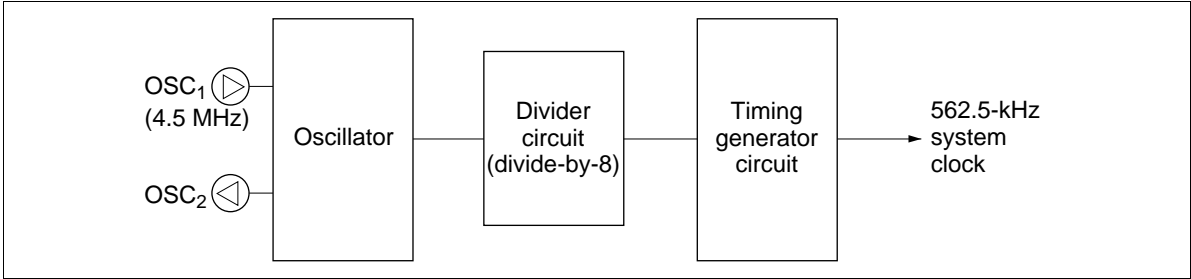 OSC1
(4.5 MHz)
OSC2
Oscillator
Divider
circuit
(divide-by-8)
Timing
generator
circuit
562.5-kHz
system
clock